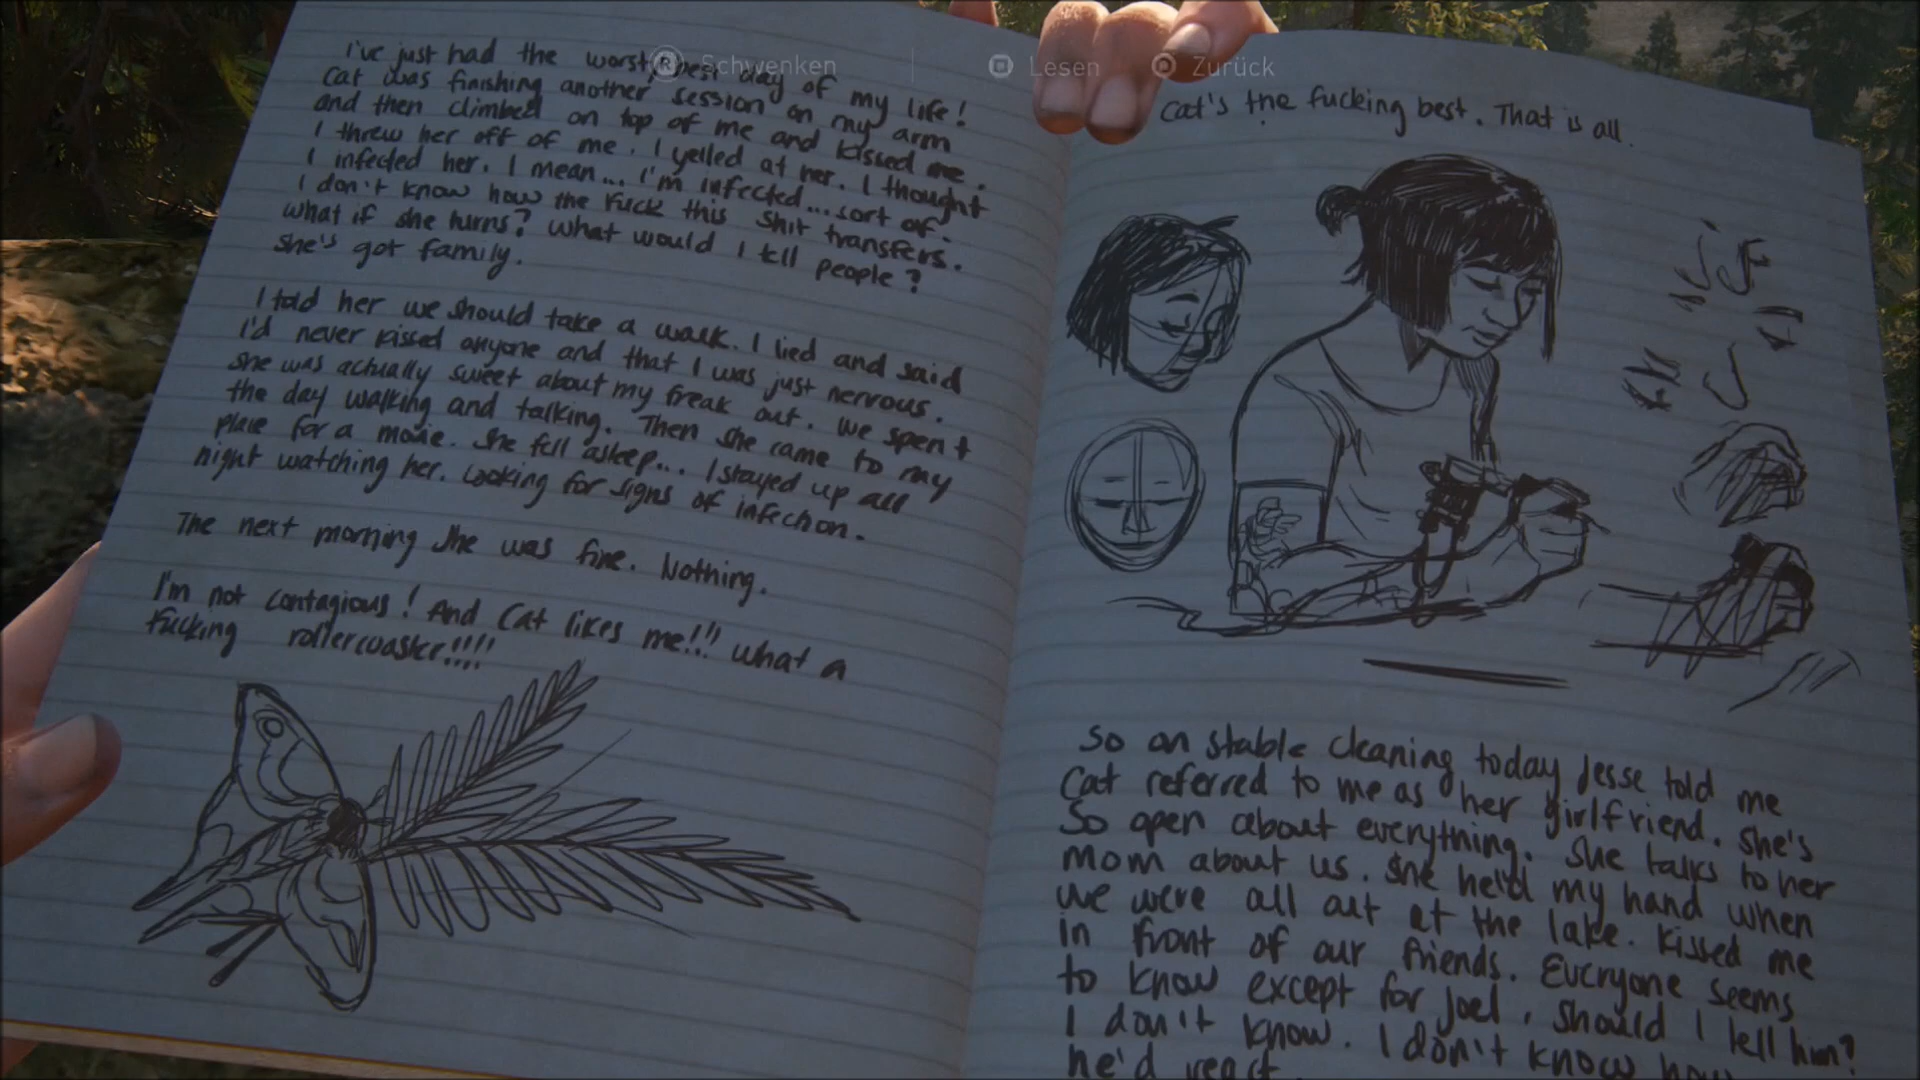 Schwenken
Lesen
Zurück
I've just had the worst/best day of my life!
Cat was finishing another session on my arm
and then climbed on top of me and kissed me.
I threw her off of me. I yelled at her. I thought
I infected her. I mean... I'm infected... sort of.
I don't know how the fuck this shit transfers.
What if she turns? What would I tell people?
She's got family.
I told her we should take a walk. I lied and said
I'd never kissed anyone and that I was just nervous.
She was actually sweet about my freak out. We spent
the day walking and talking. Then she came to my
place for a movie. She fell asleep... I stayed up all
night watching her. Looking for signs of infection.
The next morning she was fine. Nothing.
I'm not contagious! And Cat likes me!!! What a
fucking rollercoaster!!!!
Cat's the fucking best. That is all.
So on stable cleaning today Jesse told me
Cat referred to me as her girlfriend. She's
So open about everything. She talks to her
Mom about us. She held my hand when
we were all out at the lake. Kissed me
in front of our friends. Everyone seems
to know except for Joel. Should I tell him?
I don't know. I don't know how
he'd react.